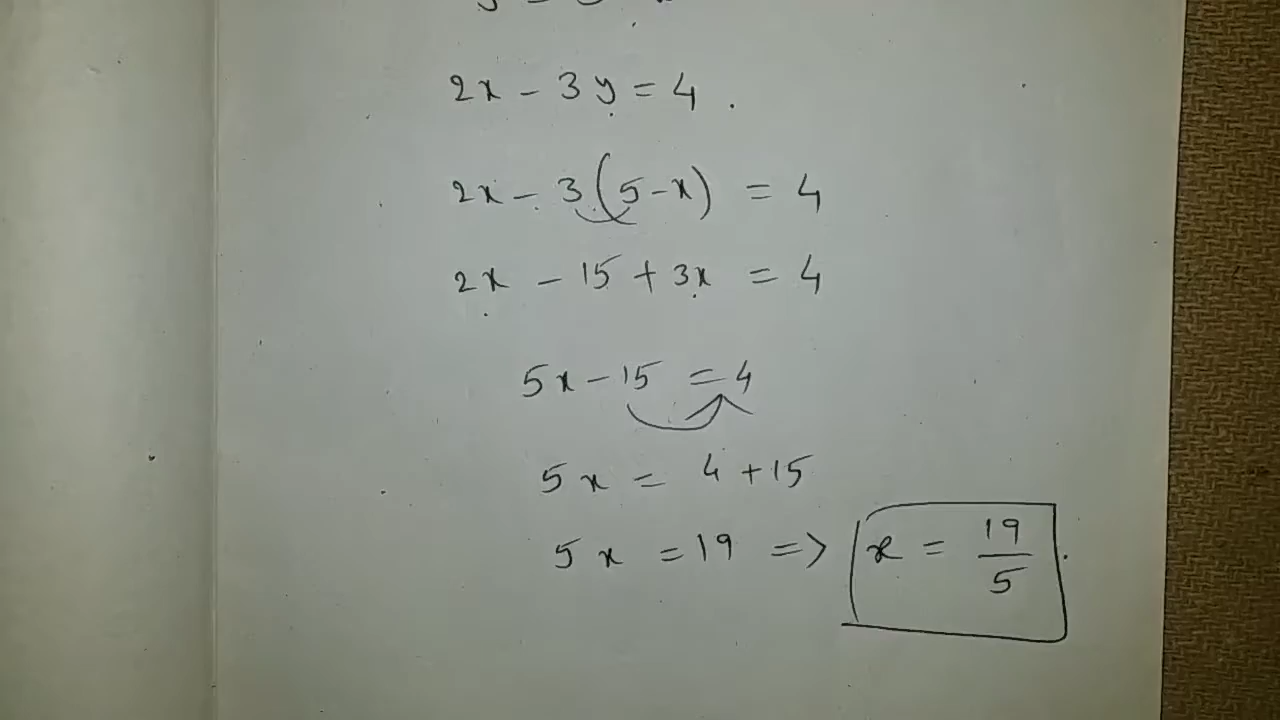 2x - 3y = 4 .
2x - 3(5-x) = 4
2x - 15 + 3x = 4
5x - 15 = 4
5x = 4 + 15
5x = 19 => x = 19/5 .